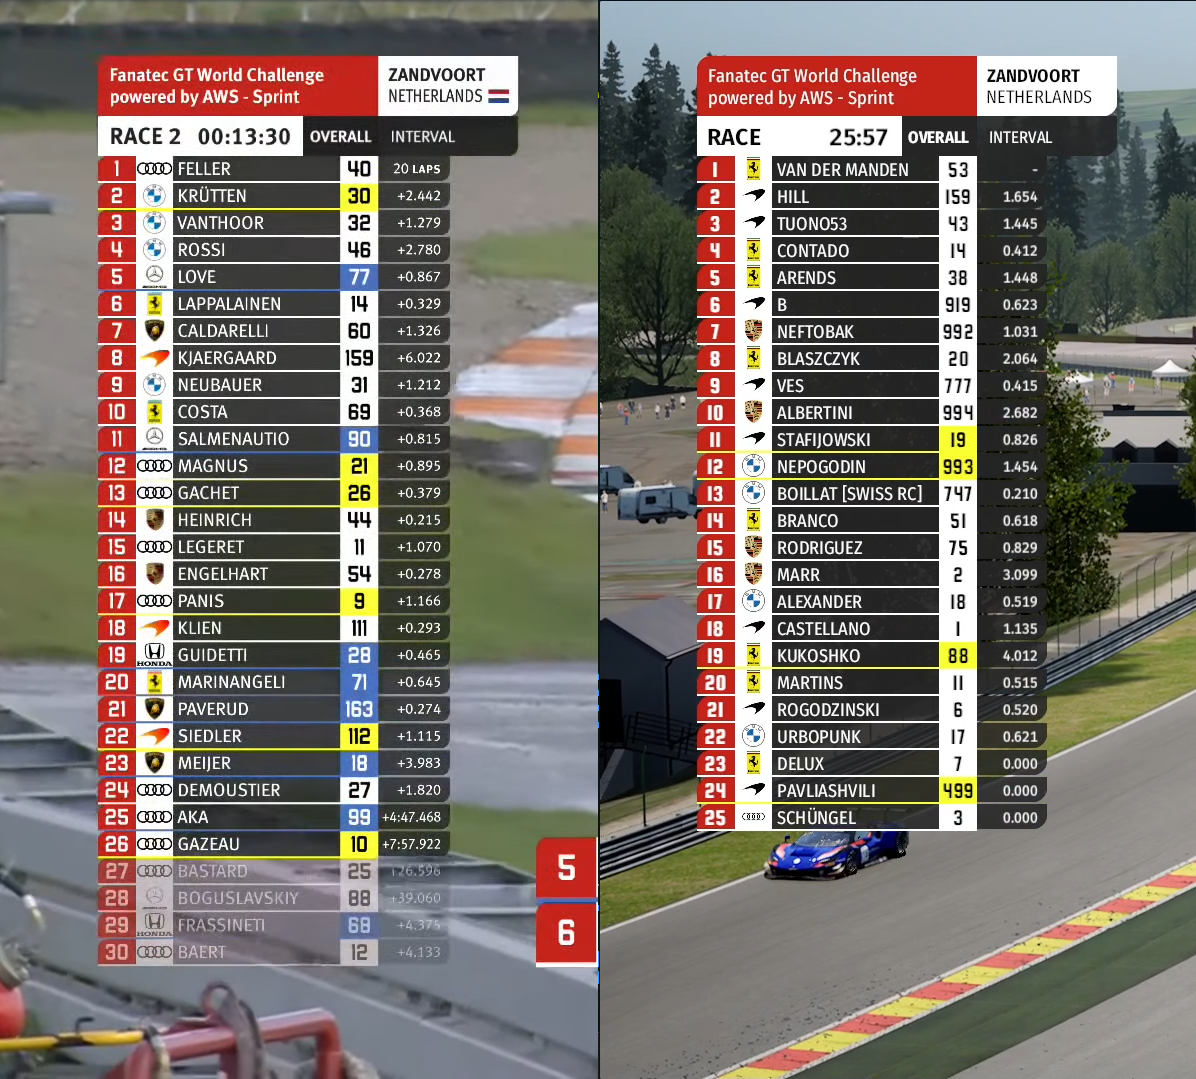 Fanatec GT World Challenge
powered by AWS - Sprint
ZANDVOORT
NETHERLANDS
RACE 2 00:13:30 OVERALL INTERVAL
1 FELLER 40 20 LAPS
2 KRÜTTEN 30 +2.442
3 VANTHOOR 32 +1.279
4 ROSSI 46 +2.780
5 LOVE 77 +0.867
6 LAPPALAINEN 14 +0.329
7 CALDARELLI 60 +1.326
8 KJAERGAARD 159 +6.022
9 NEUBAUER 31 +1.212
10 COSTA 69 +0.368
11 SALMENAUTIO 90 +0.815
12 MAGNUS 21 +0.895
13 GACHET 26 +0.379
14 HEINRICH 44 +0.215
15 LEGERET 11 +1.070
16 ENGELHART 54 +0.278
17 PANIS 9 +1.166
18 KLIEN 111 +0.293
19 HONDA GUIDETTI 28 +0.465
20 MARINANGELI 71 +0.645
21 PAVERUD 163 +0.274
22 SIEDLER 112 +1.115
23 MEIJER 18 +3.983
24 DEMOUSTIER 27 +1.820
25 AKA 99 +4:47.468
26 GAZEAU 10 +7:57.922
27 BASTARD 25 +26.596
28 BOGUSLAVSKIY 88 +39.060
29 HONDA FRASSINETI 68 +4.375
30 BAERT 12 +4.133
5
6
Fanatec GT World Challenge
powered by AWS - Sprint
ZANDVOORT
NETHERLANDS
RACE 25:57 OVERALL INTERVAL
1 VAN DER MANDEN 53 -
2 HILL 159 1.654
3 TUONO53 43 1.445
4 CONTADO 14 0.412
5 ARENDS 38 1.448
6 B 919 0.623
7 NEFTOBAK 992 1.031
8 BLASZCZYK 20 2.064
9 VES 777 0.415
10 ALBERTINI 994 2.682
11 STAFIJOWSKI 19 0.826
12 NEPOGODIN 993 1.454
13 BOILLAT [SWISS RC] 747 0.210
14 BRANCO 51 0.618
15 RODRIGUEZ 75 0.829
16 MARR 2 3.099
17 ALEXANDER 18 0.519
18 CASTELLANO 1 1.135
19 KUKOSHKO 88 4.012
20 MARTINS 11 0.515
21 ROGODZINSKI 6 0.520
22 URBOPUNK 17 0.621
23 DELUX 7 0.000
24 PAVLIASHVILI 499 0.000
25 SCHÜNGEL 3 0.000